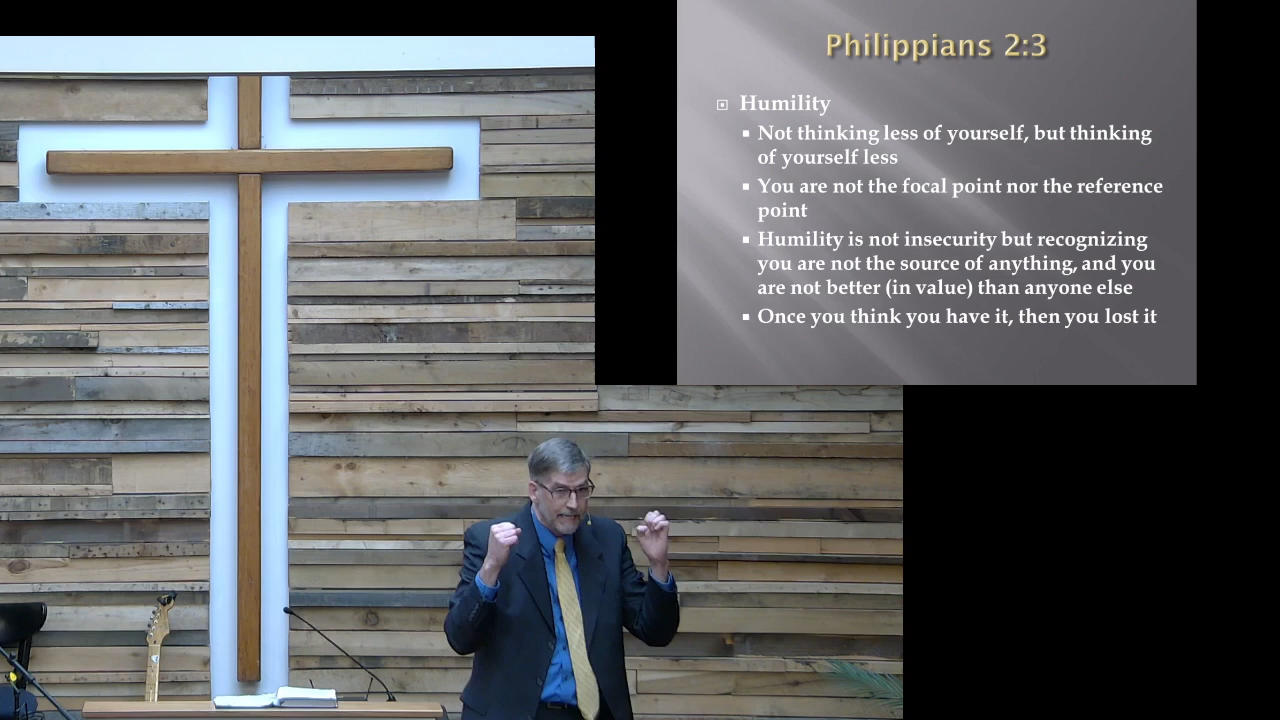 Philippians 2:3
Humility
Not thinking less of yourself, but thinking
of yourself less
You are not the focal point nor the reference
point
Humility is not insecurity but recognizing
you are not the source of anything, and you
are not better (in value) than anyone else
Once you think you have it, then you lost it